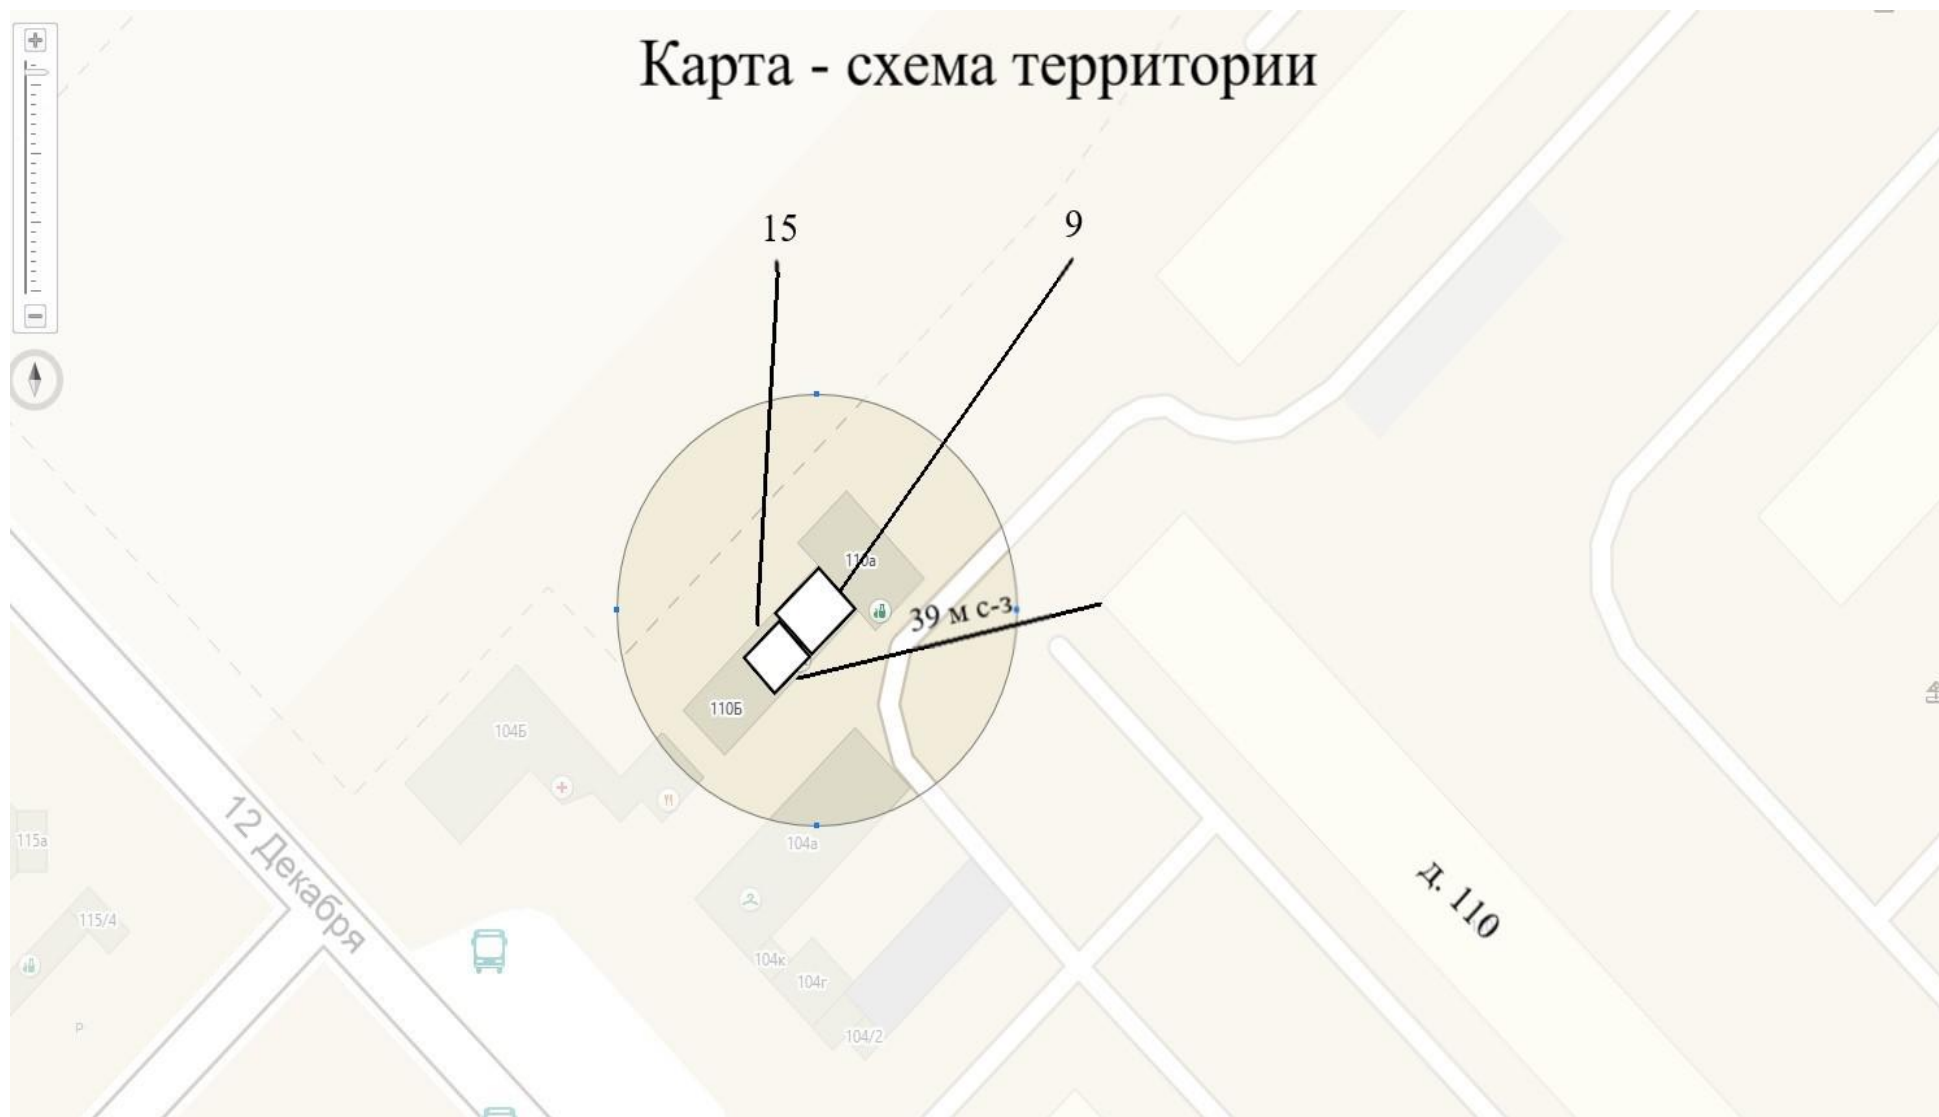 Карта - схема территории
15
9
110а
39 м с-з
110Б
104Б
12 Декабря
115а
104а
д. 110
115/4
104к
104г
Р
104/2